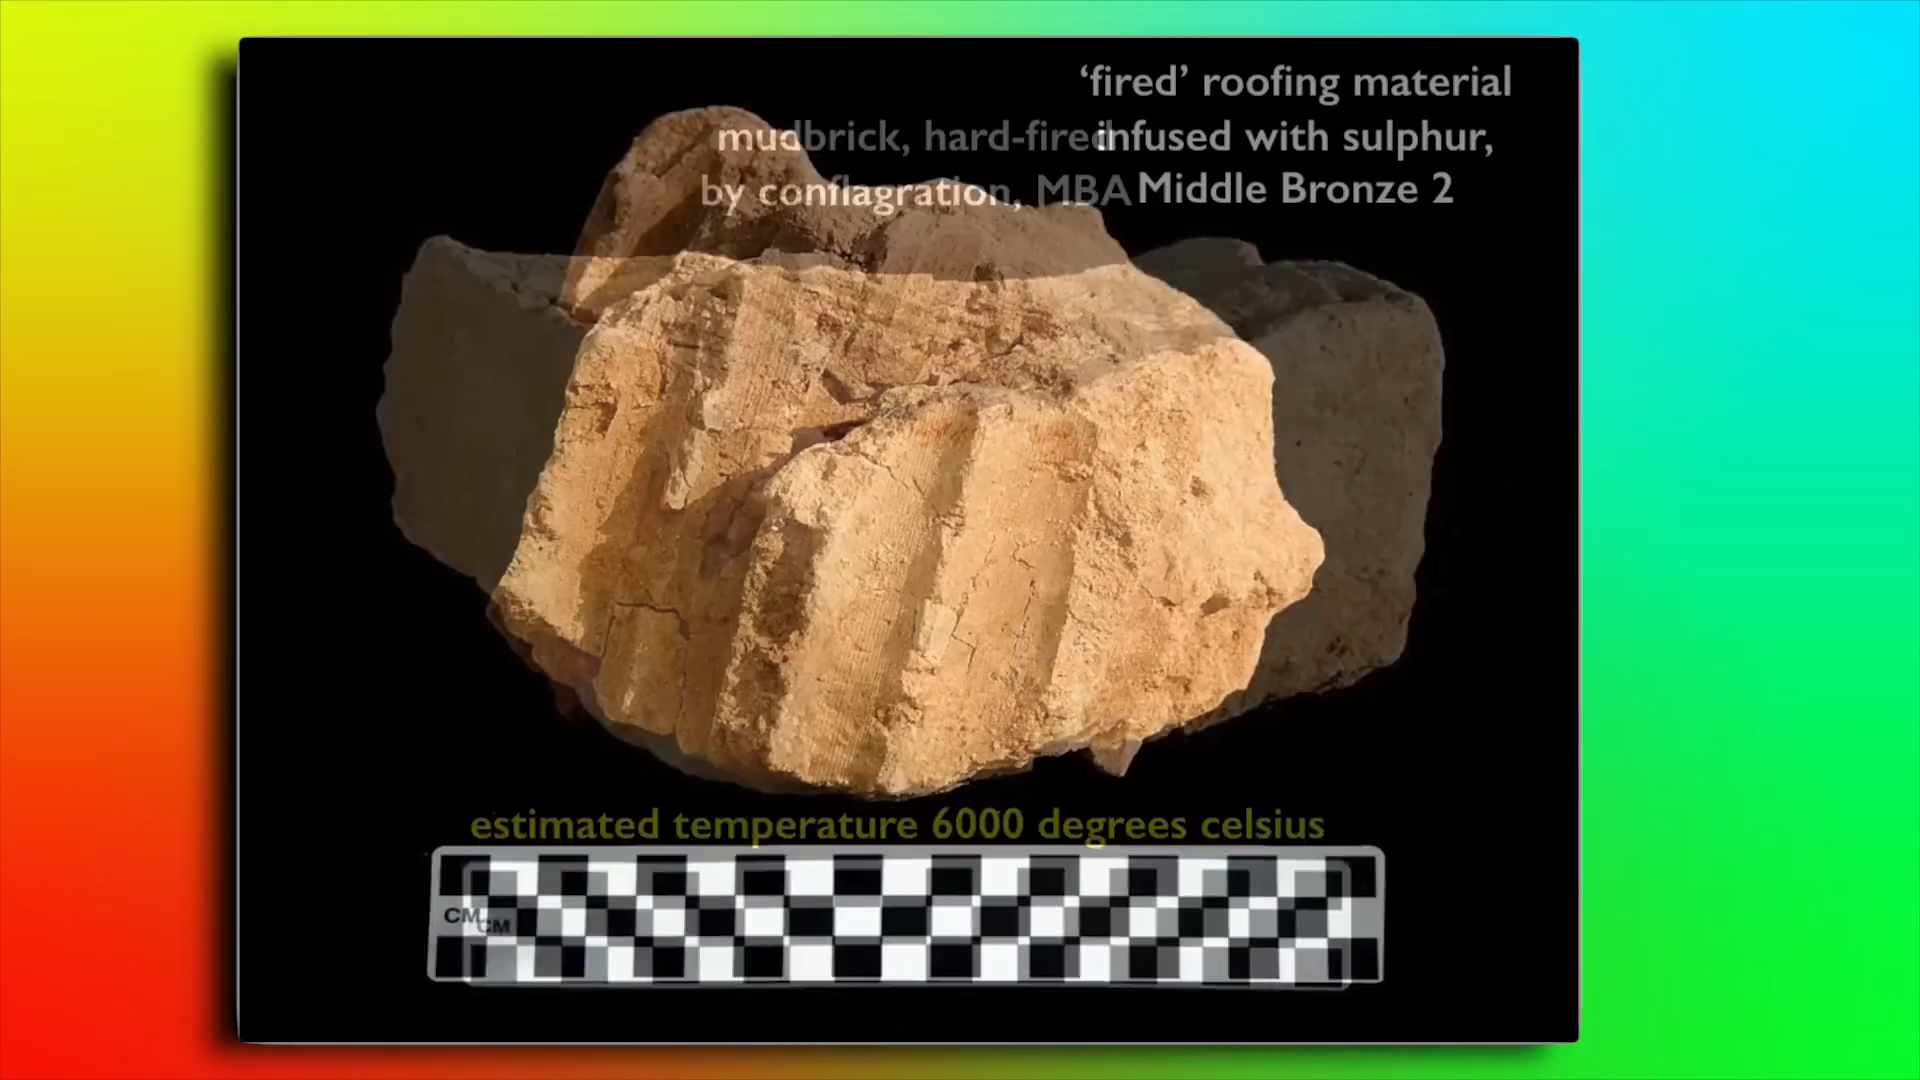 ‘fired’ roofing material
infused with sulphur,
Middle Bronze 2
mudbrick, hard-fired
by conflagration, MBA
estimated temperature 6000 degrees celsius
CM
CM